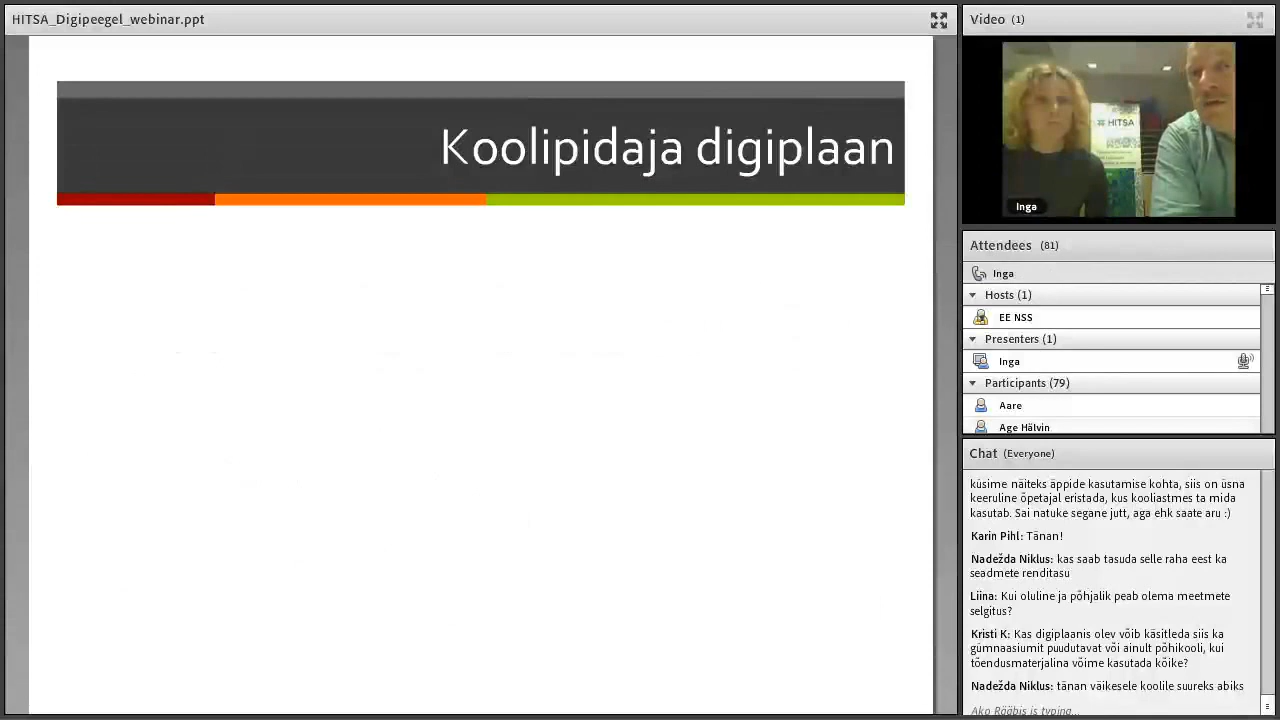 HITSA_Digipeegel_webinar.ppt
Koolipidaja digiplaan
Video (1)
HITSA
Inga
Attendees (81)
Inga
Hosts (1)
EE NSS
Presenters (1)
Inga
Participants (79)
Aare
Age Hälvin
Chat (Everyone)
küsime näiteks äppide kasutamise kohta, siis on üsna
keeruline õpetajal eristada, kus kooliastmes ta mida
kasutab. Sai natuke segane jutt, aga ehk saate aru :)
Karin Pihl: Tänan!
Nadežda Niklus: kas saab tasuda selle raha eest ka
seadmete renditasu
Liina: Kui oluline ja põhjalik peab olema meetmete
selgitus?
Kristi K: Kas digiplaanis olev võib käsitleda siis ka
gümnaasiumit puudutavat või ainult põhikooli, kui
tõendusmaterjalina võime kasutada kõike?
Nadežda Niklus: tänan väikesele koolile suureks abiks
Ako Rääbis is typing...